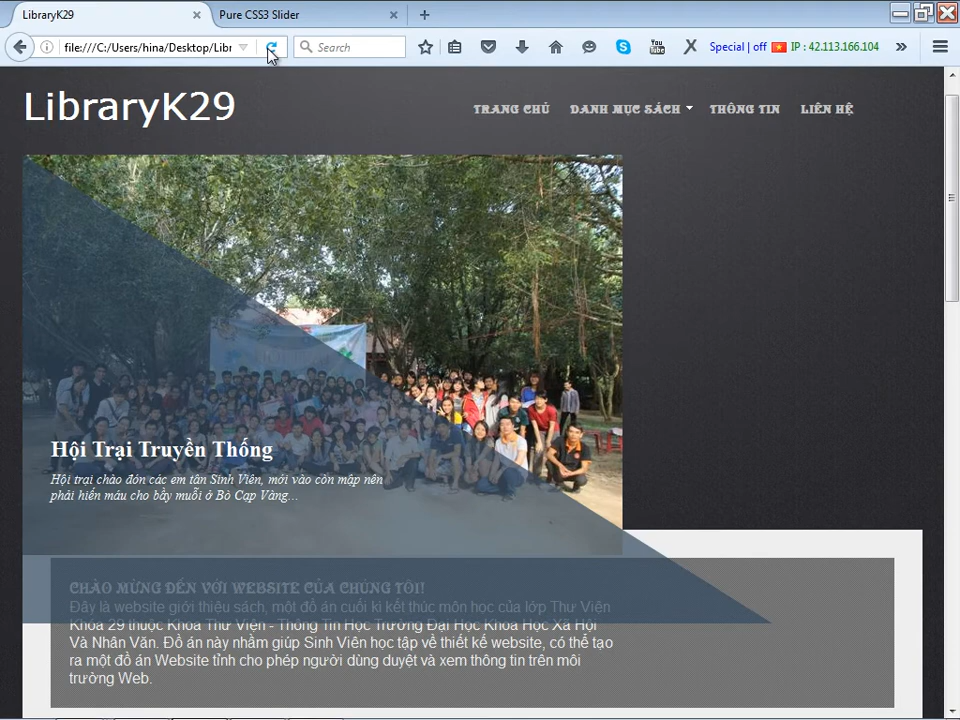 LibraryK29
Pure CSS3 Slider
file:///C:/Users/hina/Desktop/Libr
Search
Special | off
IP : 42.113.166.104
LibraryK29
TRANG CHỦ
DANH MỤC SÁCH
THÔNG TIN
LIÊN HỆ
Hội Trại Truyền Thống
Hội trại chào đón các em tân Sinh Viên, mới vào còn mập nên
phải hiến máu cho bầy muỗi ở Bò Cạp Vàng...
CHÀO MỪNG ĐẾN VỚI WEBSITE CỦA CHÚNG TÔI!
Đây là website giới thiệu sách, một đồ án cuối kì kết thúc môn học của lớp Thư Viện
Khóa 29 thuộc Khoa Thư Viện - Thông Tin Học Trường Đại Học Khoa Học Xã Hội
Và Nhân Văn. Đồ án này nhằm giúp Sinh Viên học tập về thiết kế website, có thể tạo
ra một đồ án Website tĩnh cho phép người dùng duyệt và xem thông tin trên môi
trường Web.